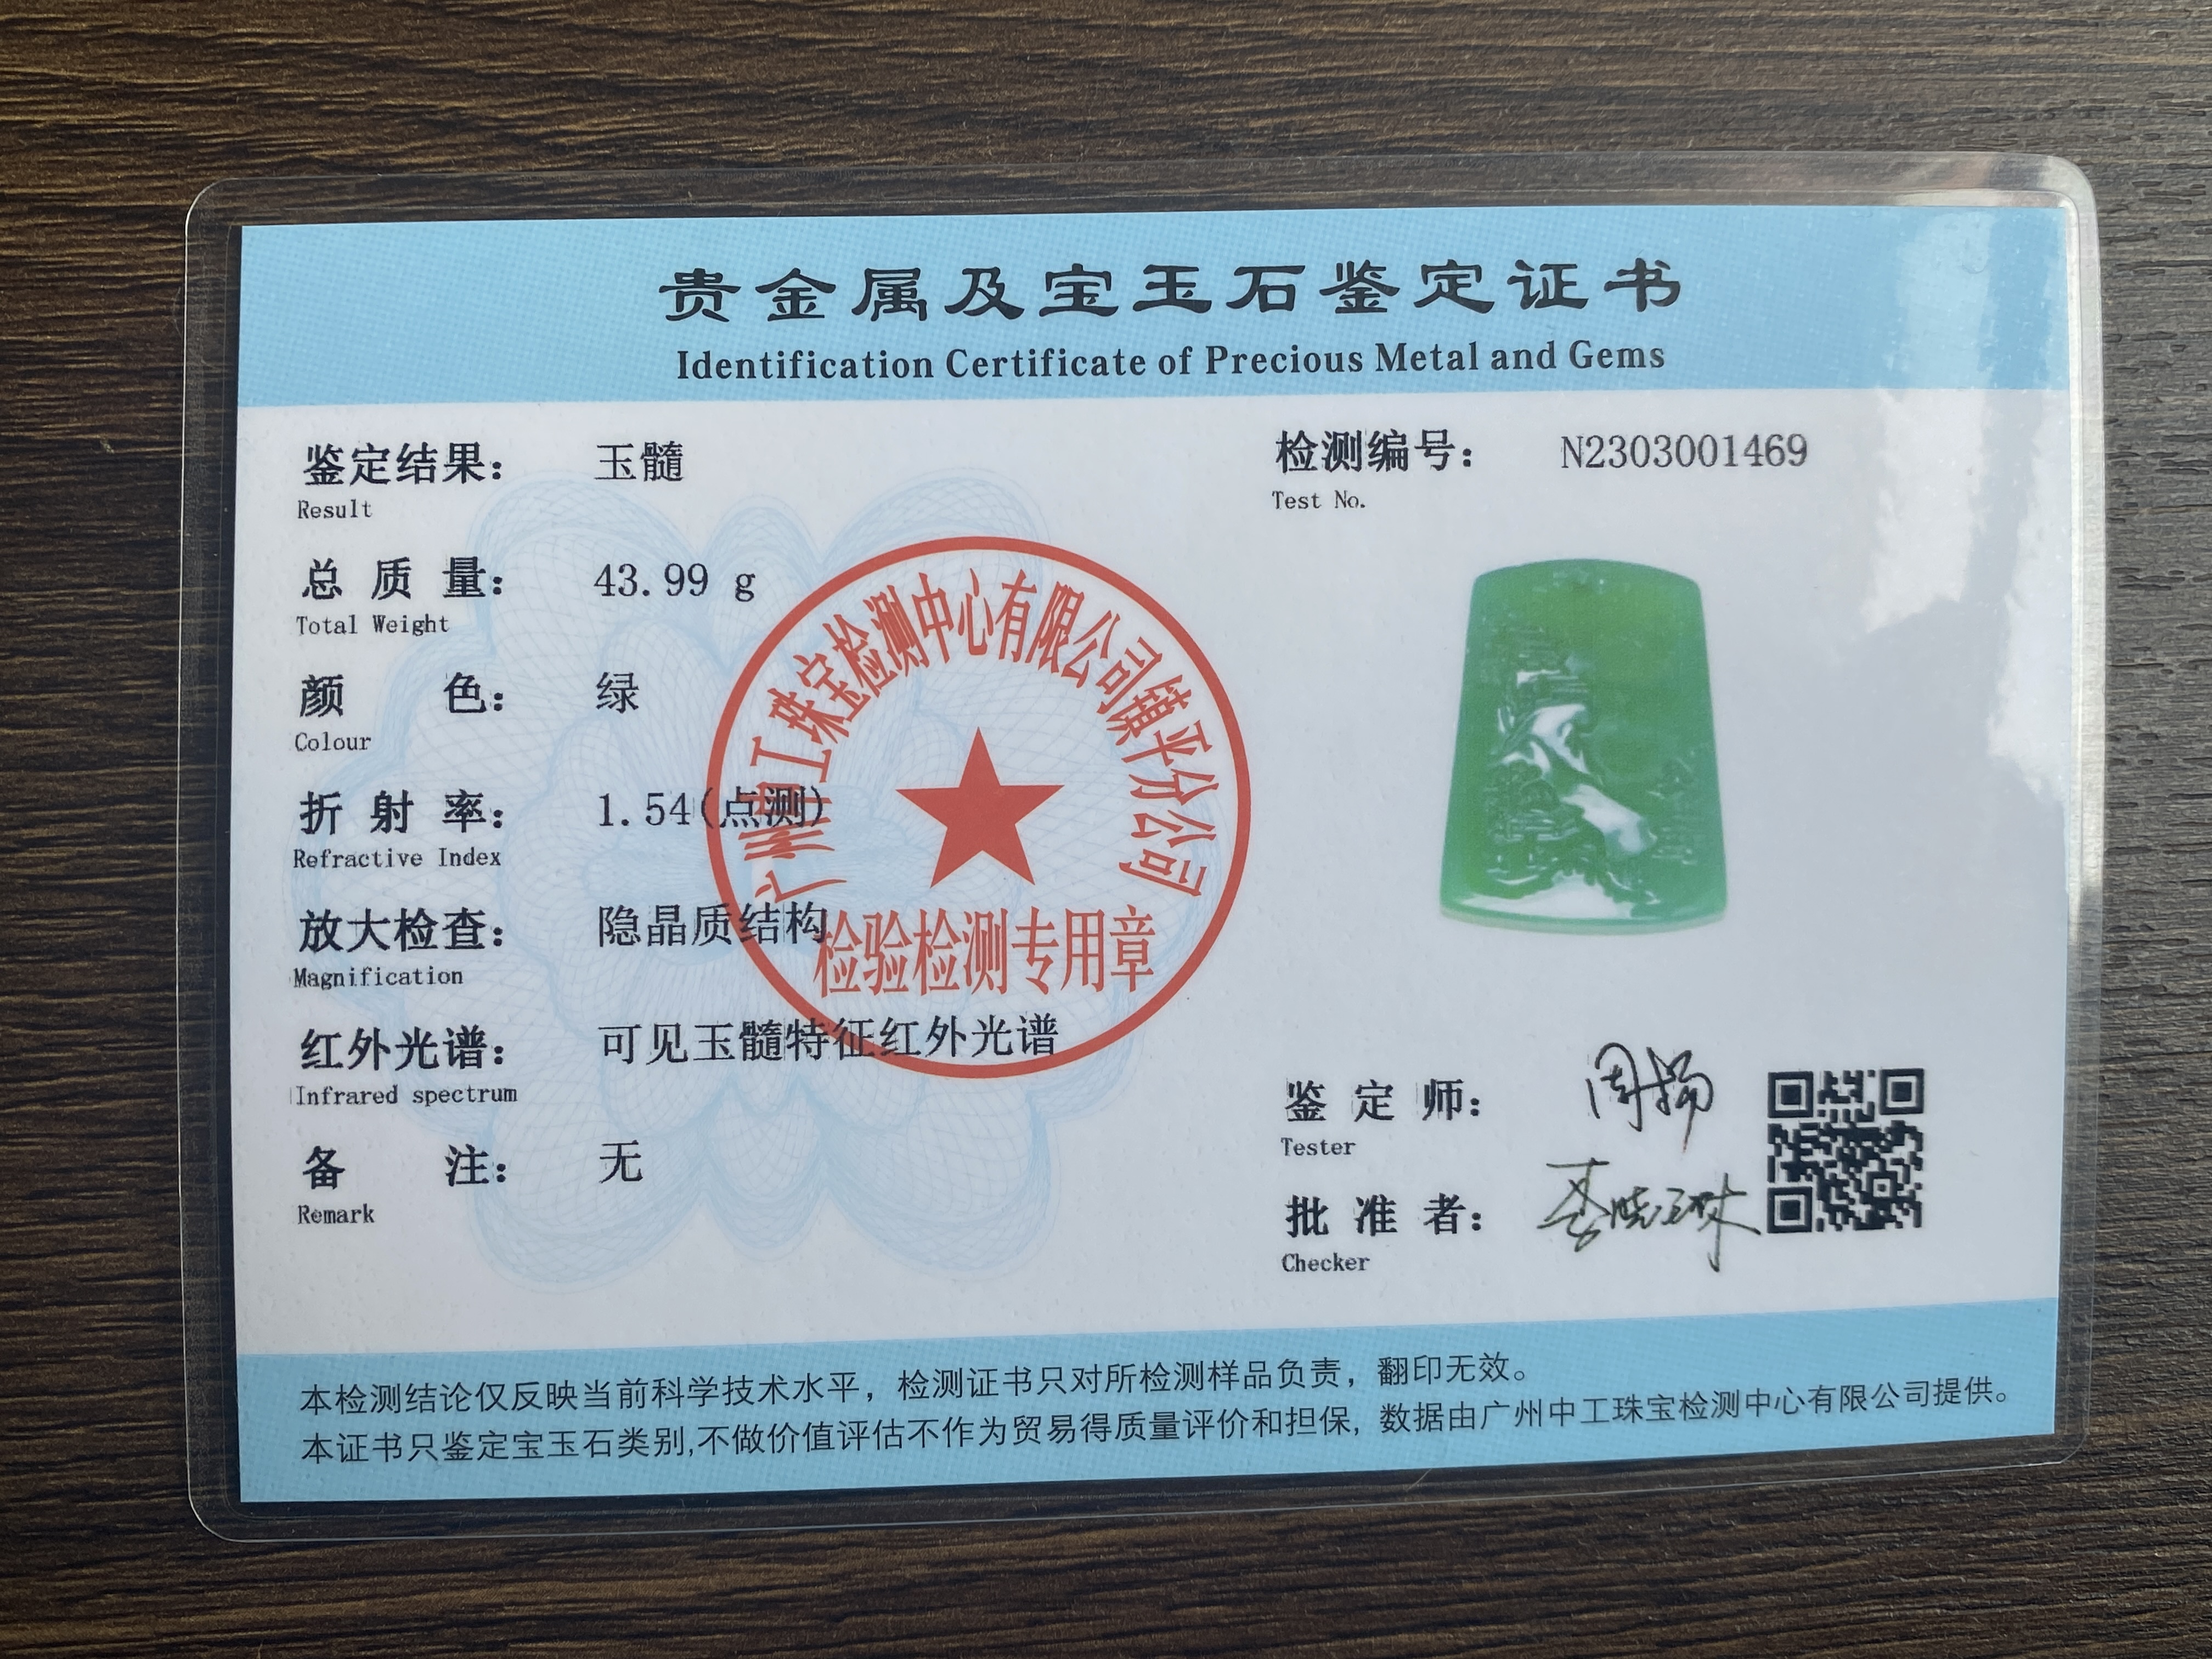 贵金属及宝玉石鉴定证书
Identification Certificate of Precious Metal and Gems
鉴定结果： 玉髓
Result
总质量： 43.99 g
Total Weight
颜色： 绿
Colour
折射率： 1.54(点测)
Refractive Index
放大检查： 隐晶质结构
Magnification
红外光谱： 可见玉髓特征红外光谱
Infrared spectrum
备注： 无
Remark
广州中工珠宝检测中心有限公司镇平分公司
检验检测专用章
检测编号： N2303001469
Test No.
鉴定师： 周扬
Tester
批准者：
Checker
本检测结论仅反映当前科学技术水平，检测证书只对所检测样品负责，翻印无效。
本证书只鉴定宝玉石类别,不做价值评估不作为贸易得质量评价和担保, 数据由广州中工珠宝检测中心有限公司提供。